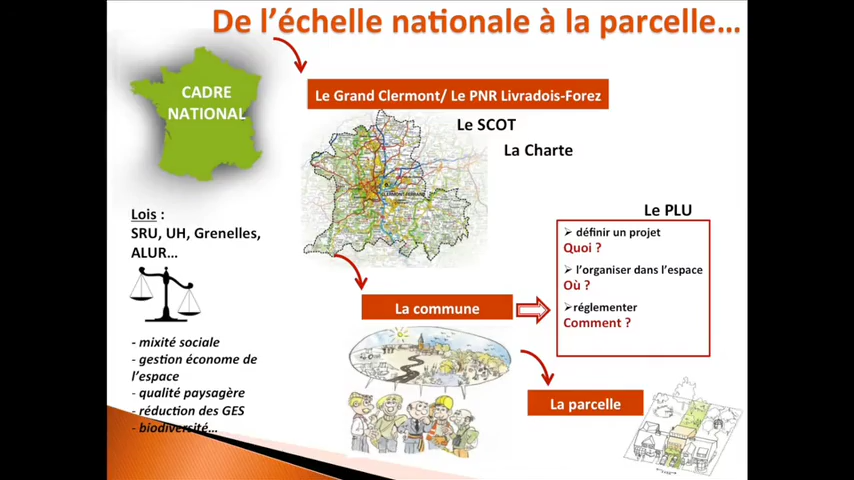 De l'échelle nationale à la parcelle…
CADRE
NATIONAL
Le Grand Clermont/ Le PNR Livradois-Forez
Le SCOT
La Charte
Lois :
SRU, UH, Grenelles,
ALUR…
- mixité sociale
- gestion économe de
l'espace
- qualité paysagère
- réduction des GES
- biodiversité…
La commune
Le PLU
➢ définir un projet
Quoi ?
➢ l'organiser dans l'espace
Où ?
➢réglementer
Comment ?
La parcelle